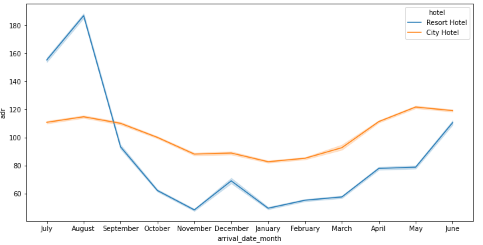 hotel
Resort Hotel
City Hotel
180
160
140
120
100
80
60
adr
July August September October November December January February March April May June
arrival_date_month